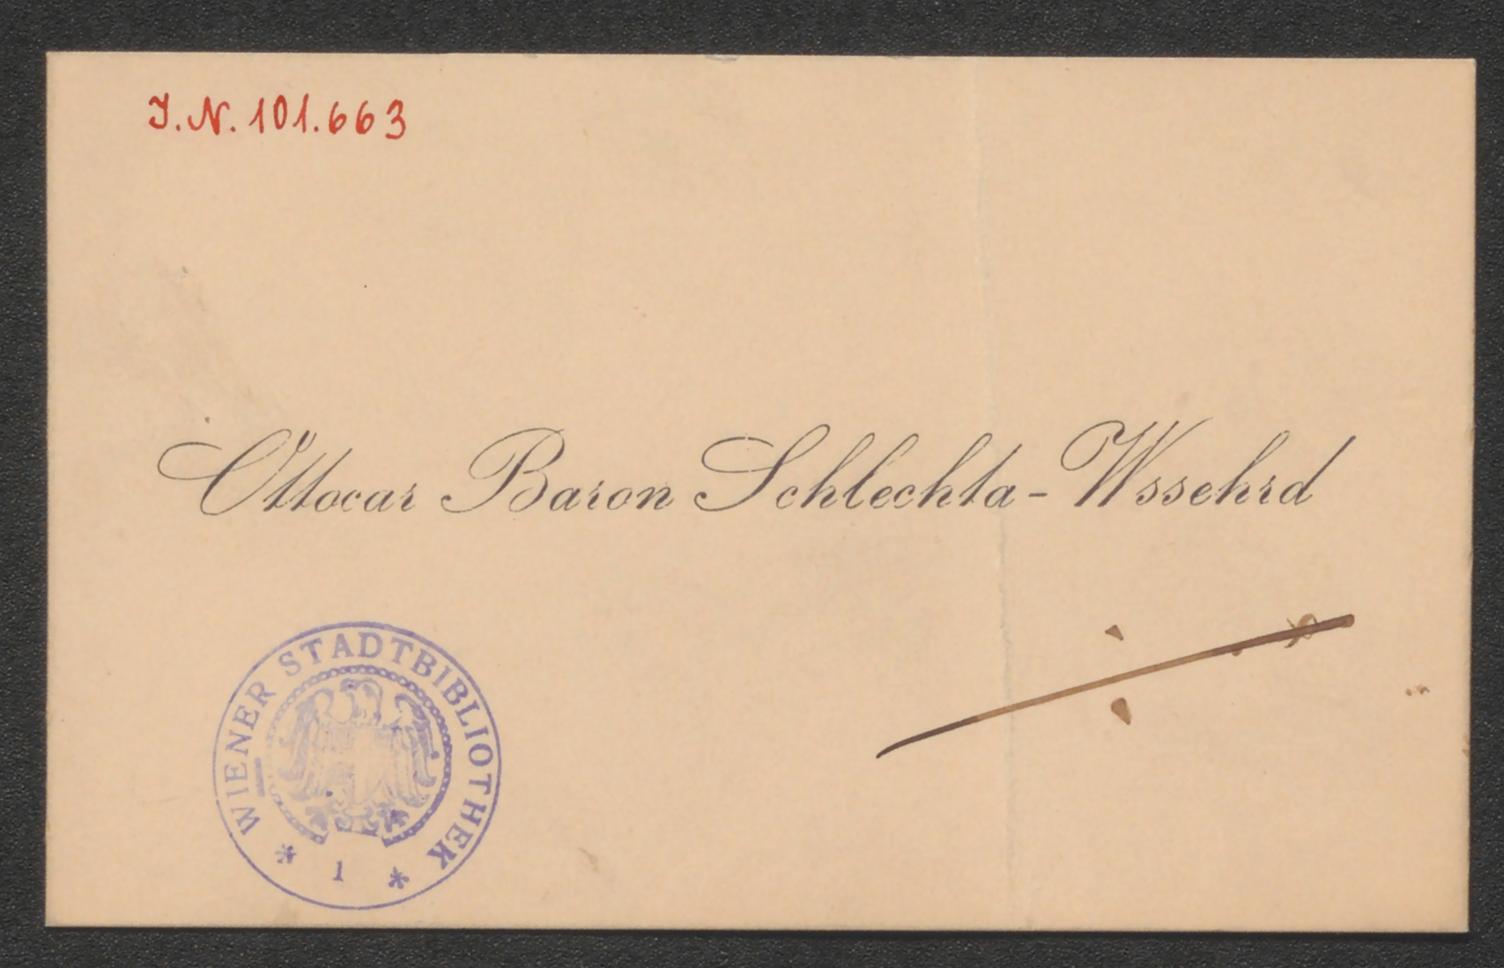 J.N. 101.663
Ottocar Baron Schlechta-Wssehrd
WIENER STADTBIBLIOTHEK
* 1 *